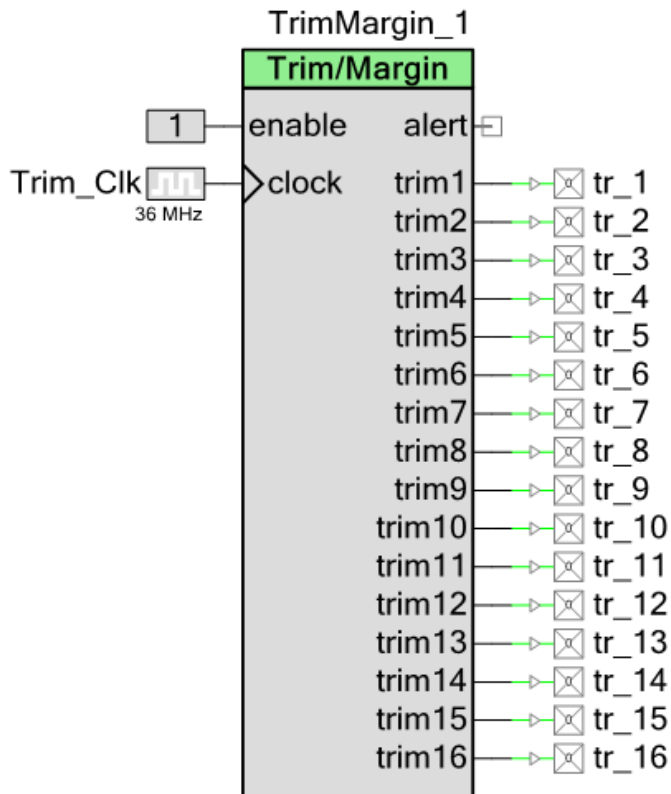 TrimMargin_1
Trim/Margin
1 enable alert
Trim_Clk clock trim1 tr_1
36 MHz
trim2 tr_2
trim3 tr_3
trim4 tr_4
trim5 tr_5
trim6 tr_6
trim7 tr_7
trim8 tr_8
trim9 tr_9
trim10 tr_10
trim11 tr_11
trim12 tr_12
trim13 tr_13
trim14 tr_14
trim15 tr_15
trim16 tr_16